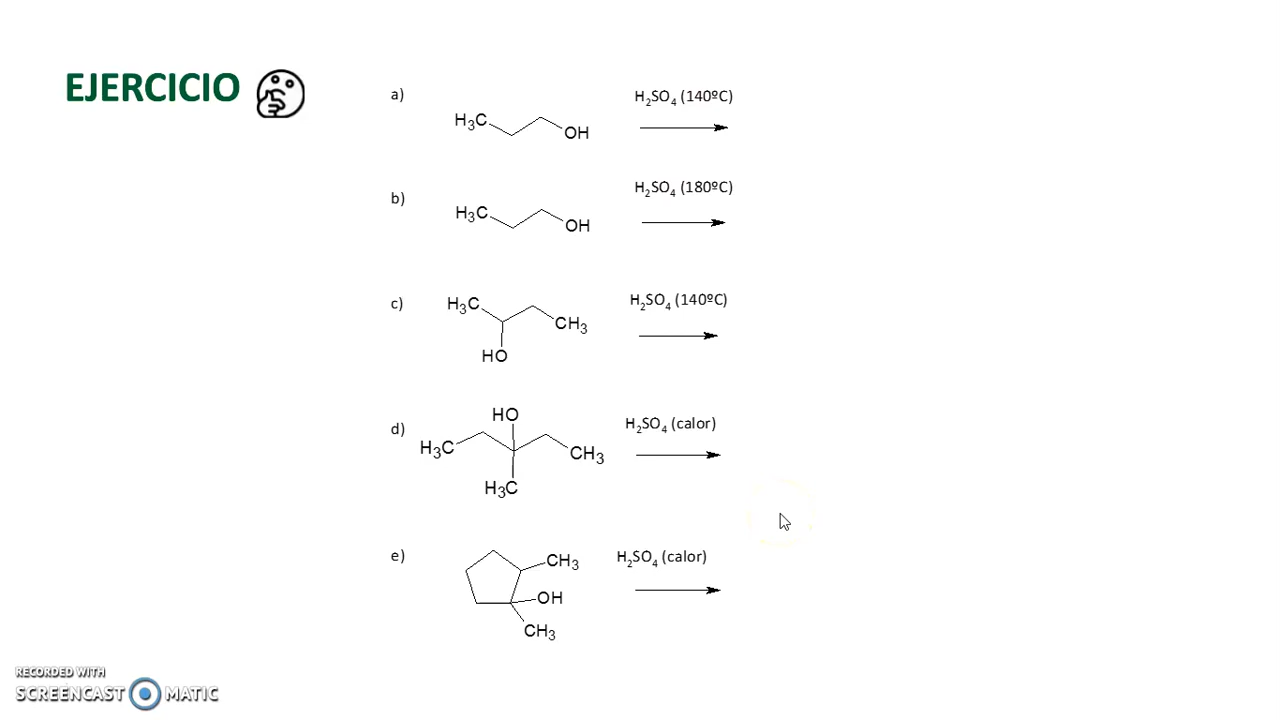 EJERCICIO
a)
H₃C
OH
H₂SO₄ (140ºC)
b)
H₃C
OH
H₂SO₄ (180ºC)
c)
H₃C
CH₃
HO
H₂SO₄ (140ºC)
d)
HO
H₃C
CH₃
H₃C
H₂SO₄ (calor)
e)
CH₃
OH
CH₃
H₂SO₄ (calor)
RECORDED WITH
SCREENCAST MATIC